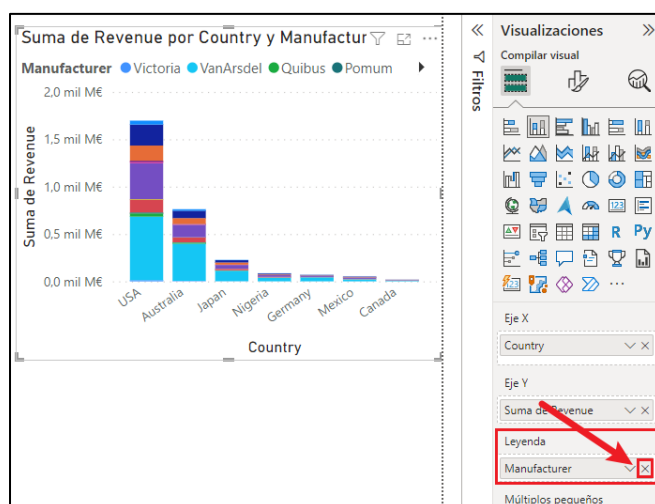 Suma de Revenue por Country y Manufactur
Manufacturer Victoria VanArsdel Quibus Pomum
2,0 mil M€
1,5 mil M€
1,0 mil M€
0,5 mil M€
0,0 mil M€
Suma de Revenue
USA
Australia
Japan
Nigeria
Germany
Mexico
Canada
Country
Filtros
Visualizaciones
Compilar visual
123
R Py
123
Eje X
Country
Eje Y
Suma de Revenue
Leyenda
Manufacturer
Múltiplos pequeños